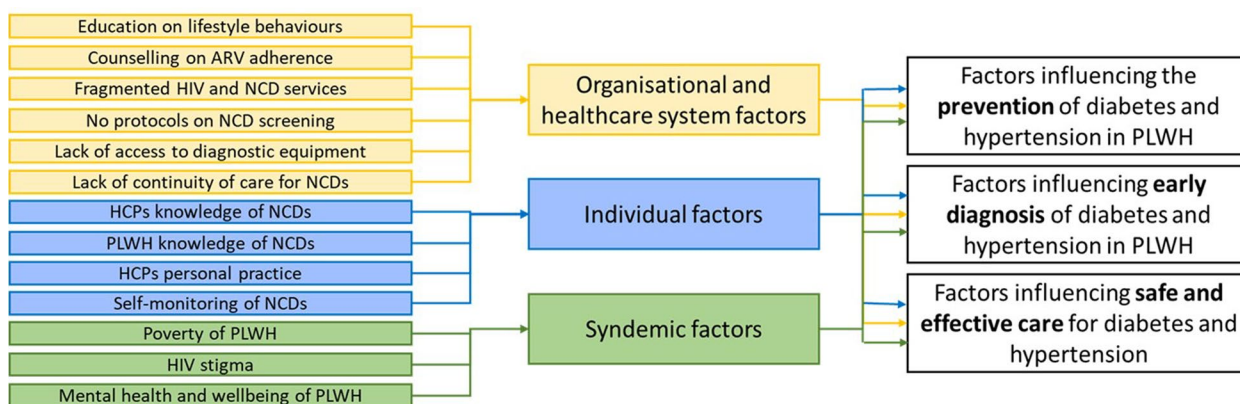 Education on lifestyle behaviours
Counselling on ARV adherence
Fragmented HIV and NCD services
No protocols on NCD screening
Lack of access to diagnostic equipment
Lack of continuity of care for NCDs
HCPs knowledge of NCDs
PLWH knowledge of NCDs
HCPs personal practice
Self-monitoring of NCDs
Poverty of PLWH
HIV stigma
Mental health and wellbeing of PLWH
Organisational and
healthcare system factors
Individual factors
Syndemic factors
Factors influencing the
prevention of diabetes and
hypertension in PLWH
Factors influencing early
diagnosis of diabetes and
hypertension in PLWH
Factors influencing safe and
effective care for diabetes and
hypertension